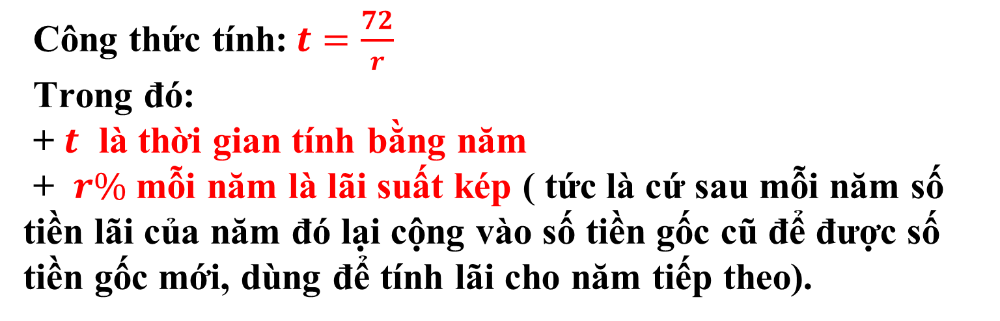 Công thức tính: t = 72/r
Trong đó:
+ t là thời gian tính bằng năm
+ r% mỗi năm là lãi suất kép ( tức là cứ sau mỗi năm số
tiền lãi của năm đó lại cộng vào số tiền gốc cũ để được số
tiền gốc mới, dùng để tính lãi cho năm tiếp theo).